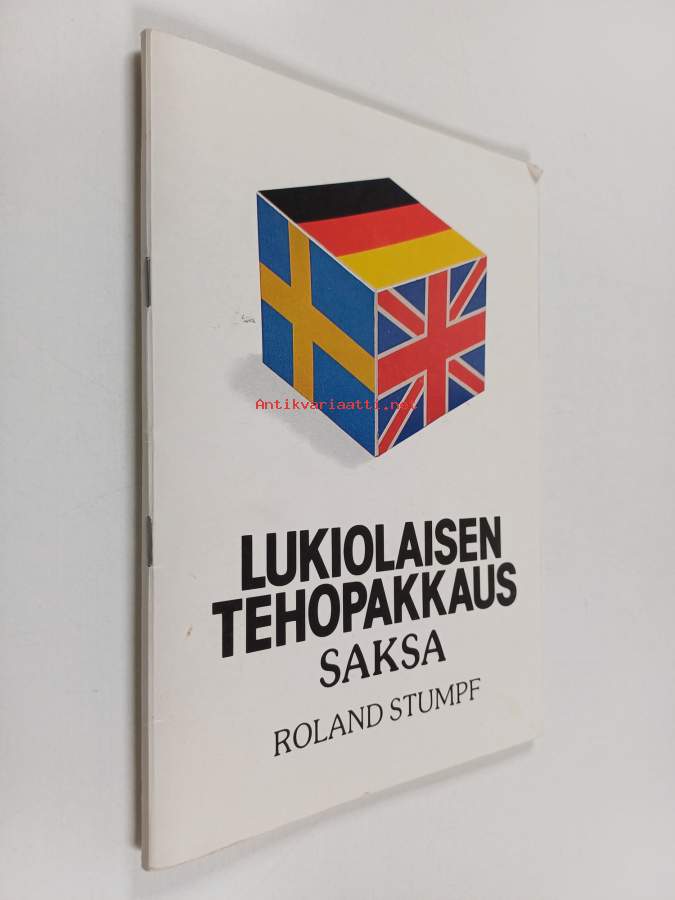 Antikvariaatti.net
LUKIOLAISEN
TEHOPAKKAUS
SAKSA
ROLAND STUMPF